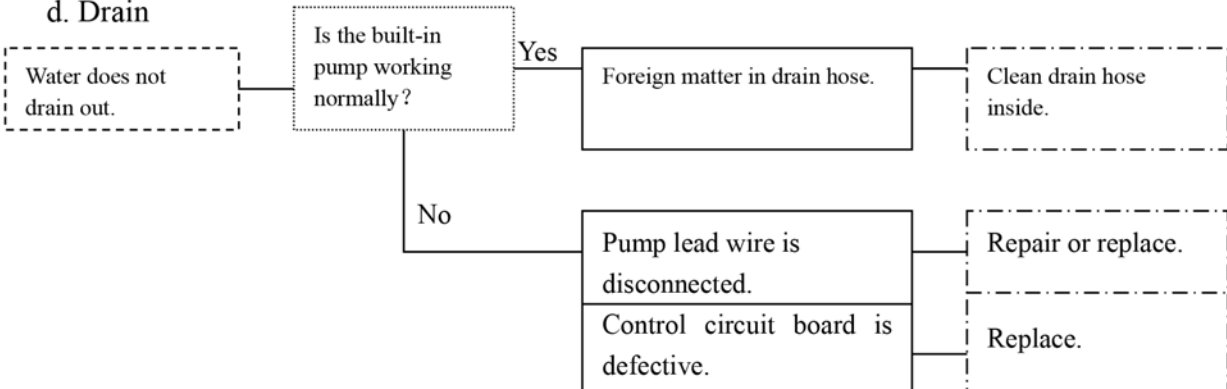 d. Drain
Water does not
drain out.
Is the built-in
pump working
normally？
Yes
Foreign matter in drain hose.
Clean drain hose
inside.
No
Pump lead wire is
disconnected.
Repair or replace.
Control circuit board is
defective.
Replace.